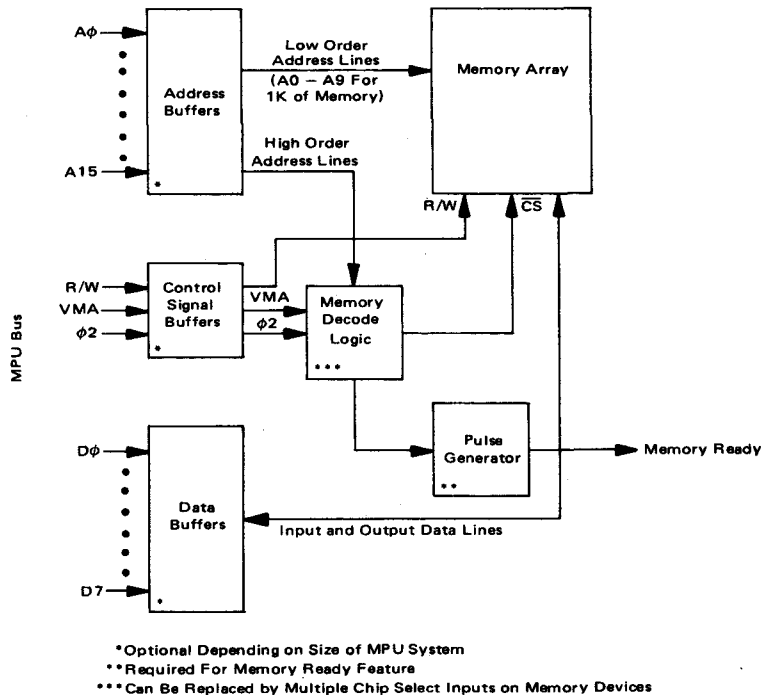 Aϕ
Address
Buffers
*
A15
Low Order
Address Lines
(A0 – A9 For
1K of Memory)
High Order
Address Lines
Memory Array
R/W
C̅S̅
MPU Bus
R/W
VMA
ϕ2
Control
Signal
Buffers
*
VMA
ϕ2
Memory
Decode
Logic
***
Pulse
Generator
**
Memory Ready
Dϕ
Data
Buffers
*
D7
Input and Output Data Lines
*Optional Depending on Size of MPU System
**Required For Memory Ready Feature
***Can Be Replaced by Multiple Chip Select Inputs on Memory Devices